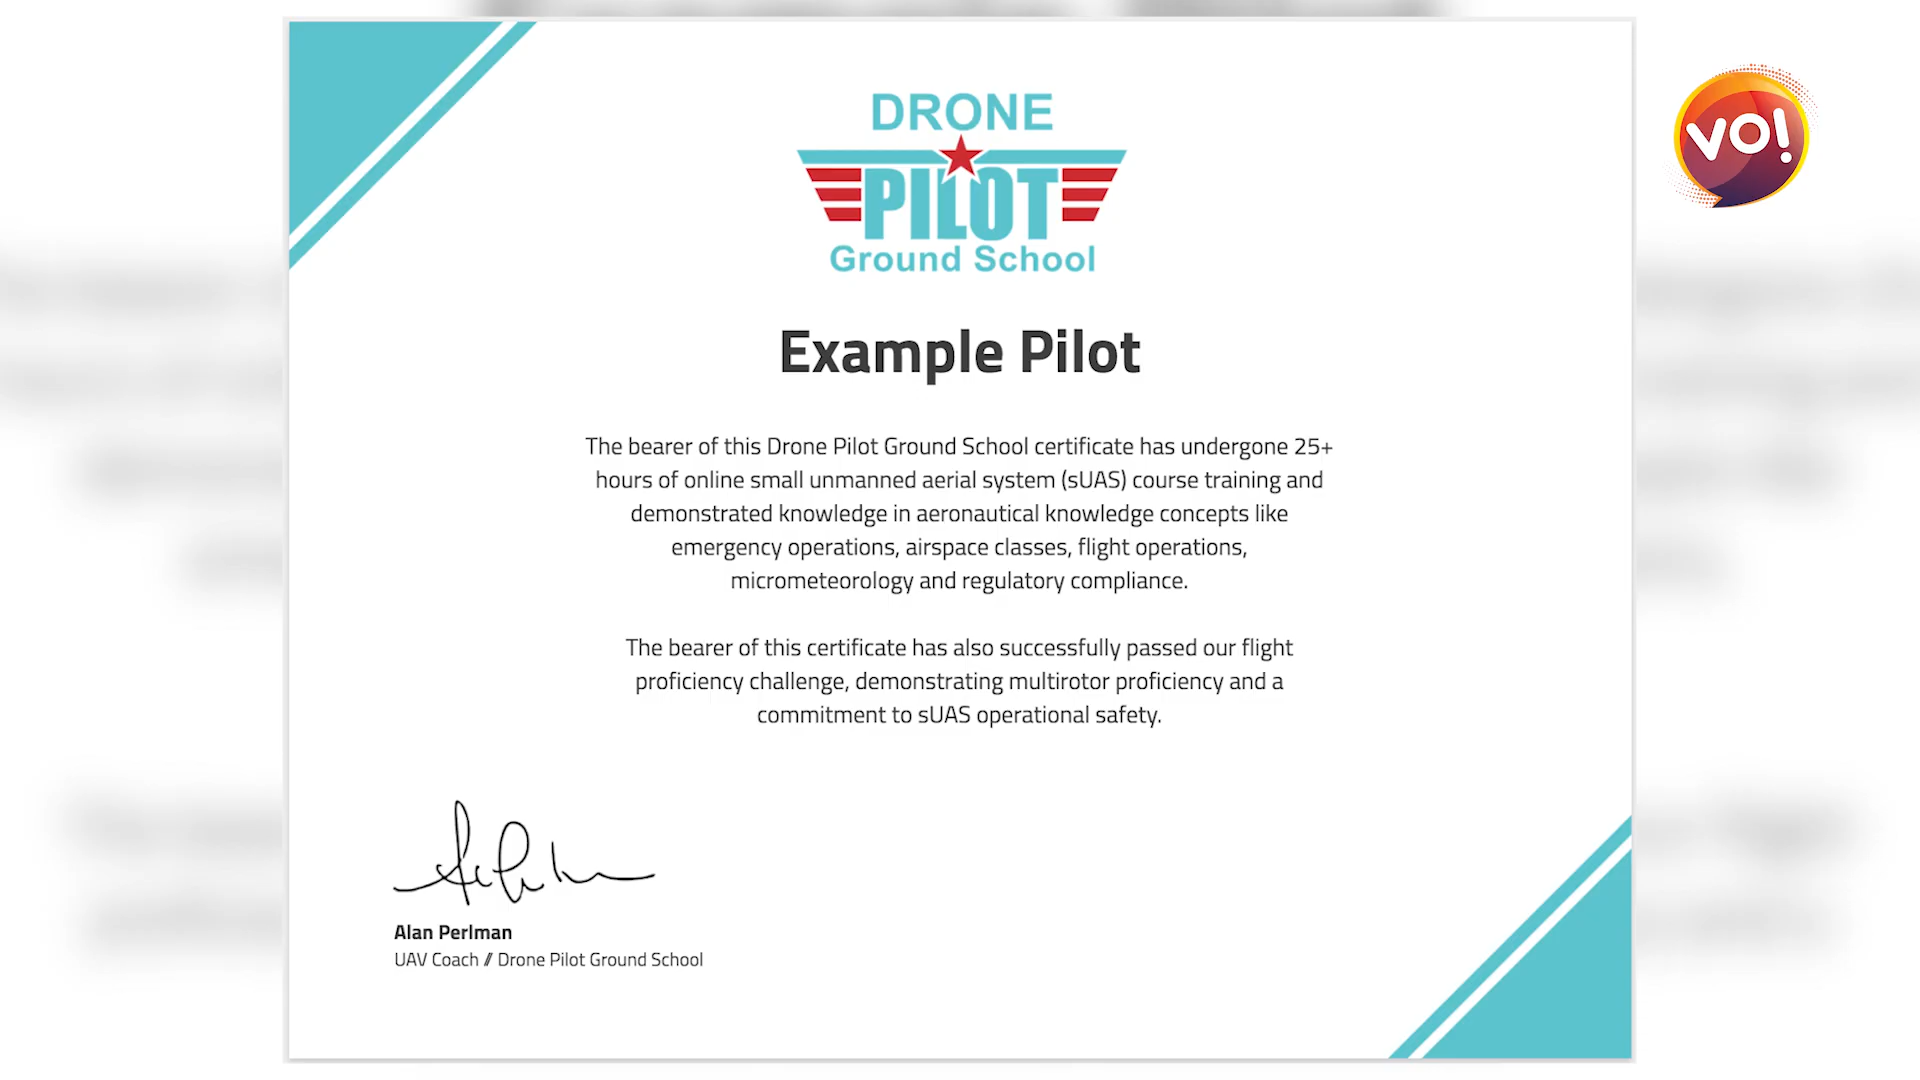 DRONE
PILOT
Ground School
VO!
Example Pilot
The bearer of this Drone Pilot Ground School certificate has undergone 25+
hours of online small unmanned aerial system (sUAS) course training and
demonstrated knowledge in aeronautical knowledge concepts like
emergency operations, airspace classes, flight operations,
micrometeorology and regulatory compliance.
The bearer of this certificate has also successfully passed our flight
proficiency challenge, demonstrating multirotor proficiency and a
commitment to sUAS operational safety.
Alan Perlman
UAV Coach // Drone Pilot Ground School